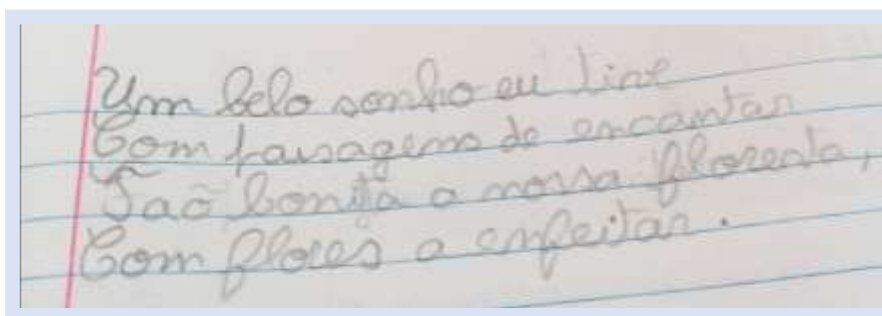 Um belo sonho eu tive
Com paisagens de encantar
Tão bonita a nossa floresta,
Com flores a enfeitar.